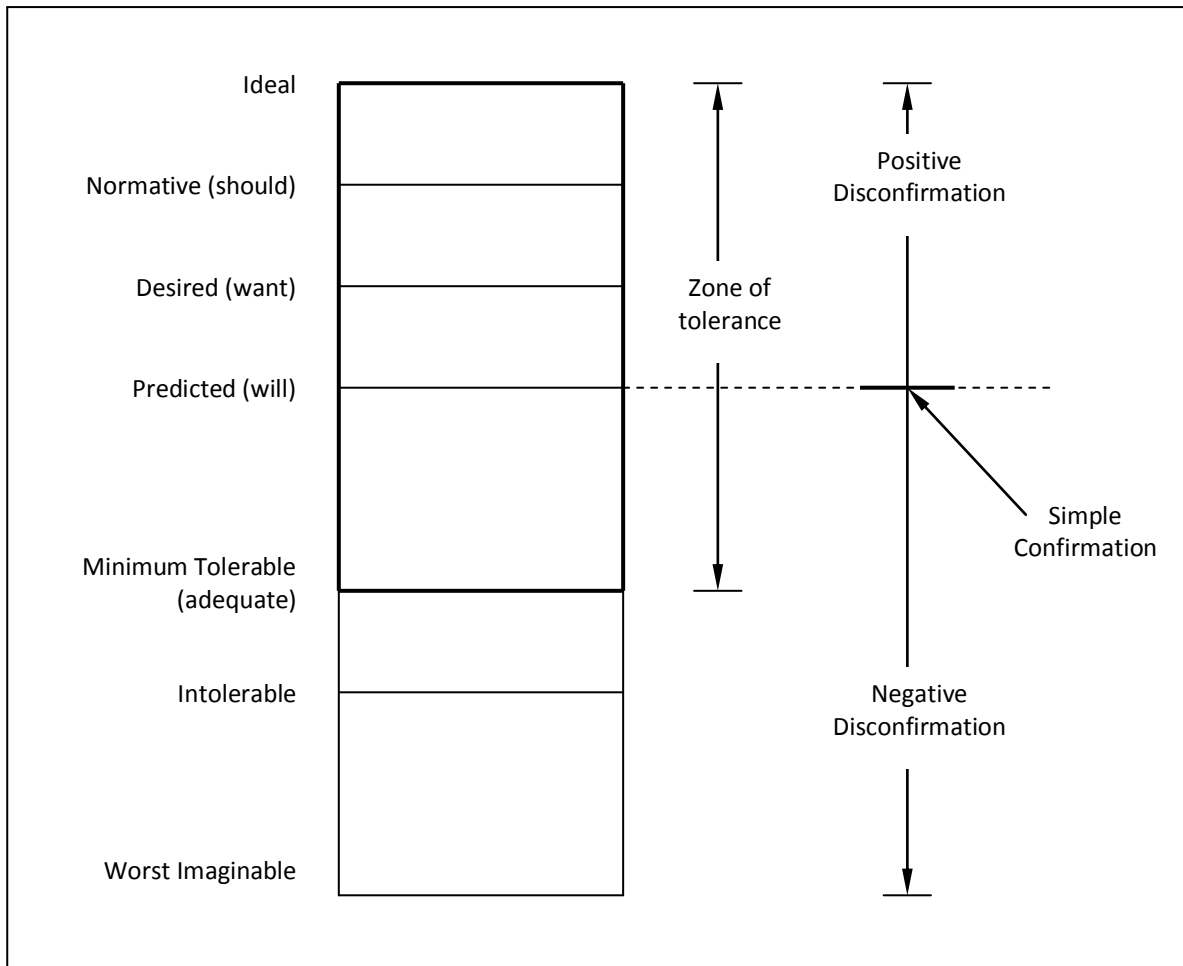 Ideal
Normative (should)
Desired (want)
Predicted (will)
Minimum Tolerable
(adequate)
Intolerable
Worst Imaginable
Zone of
tolerance
Positive
Disconfirmation
Simple
Confirmation
Negative
Disconfirmation